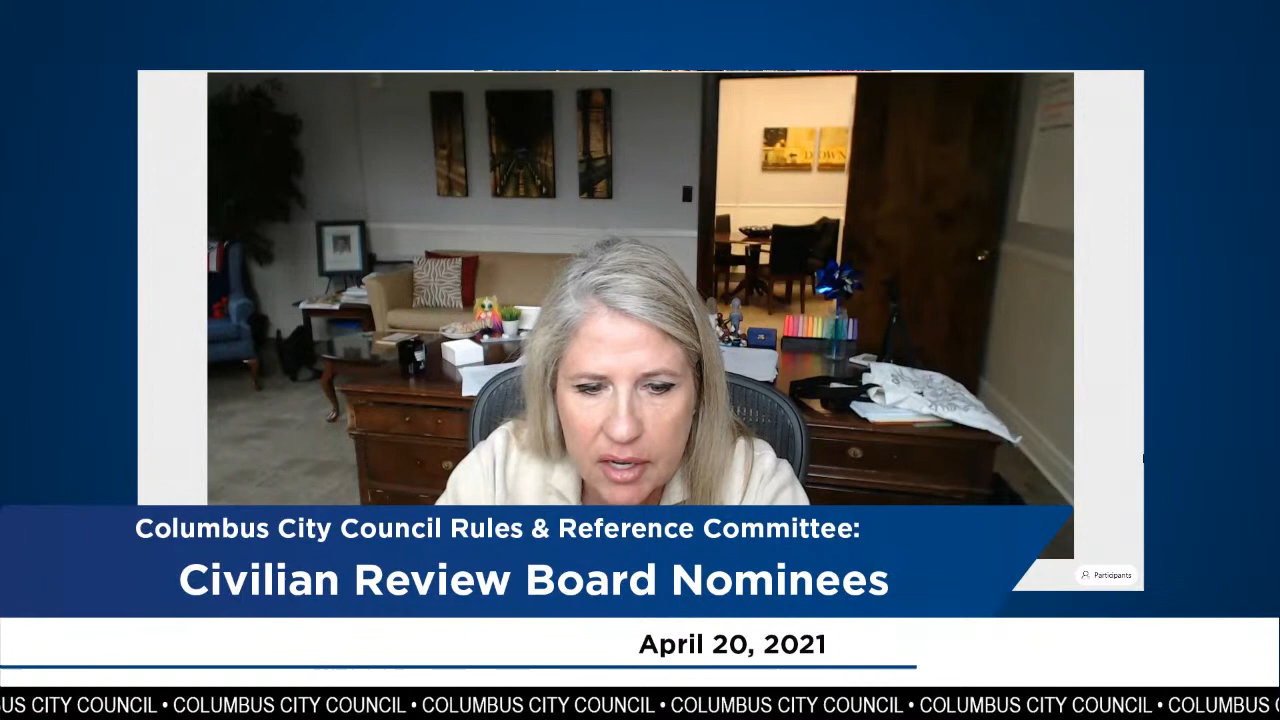 DOWN
Columbus City Council Rules & Reference Committee:
Civilian Review Board Nominees
Participants
April 20, 2021
US CITY COUNCIL • COLUMBUS CITY COUNCIL • COLUMBUS CITY COUNCIL • COLUMBUS CITY COUNCIL • COLUMBUS CITY COUNCIL • COLUMBUS